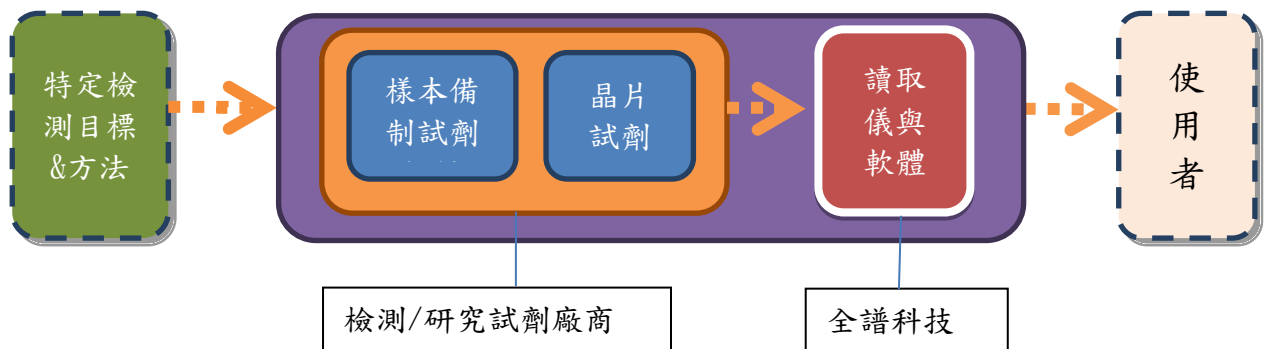 特定檢
測目標
&方法
樣本備
制試劑
晶片
試劑
讀取
儀與
軟體
使
用
者
檢測/研究試劑廠商
全譜科技